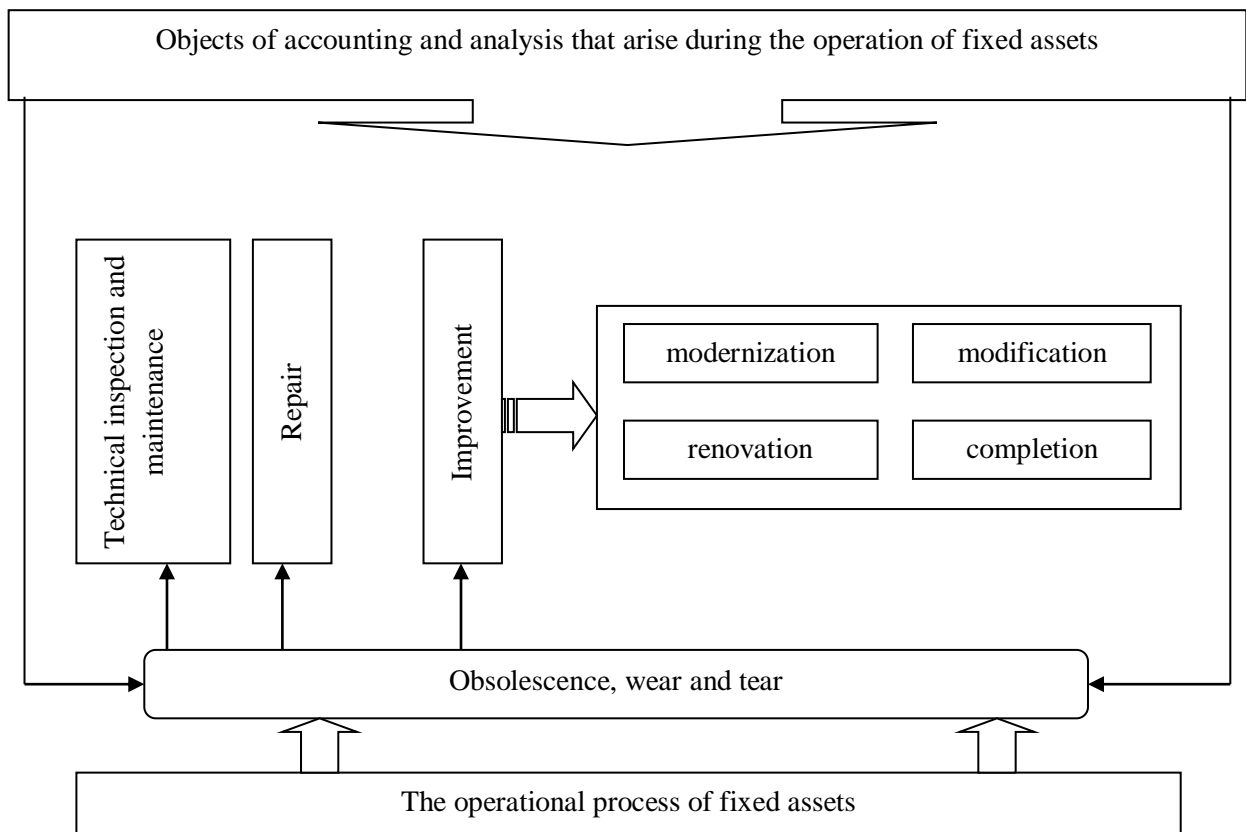 Objects of accounting and analysis that arise during the operation of fixed assets
Technical inspection and
maintenance
Repair
Improvement
modernization
modification
renovation
completion
Obsolescence, wear and tear
The operational process of fixed assets